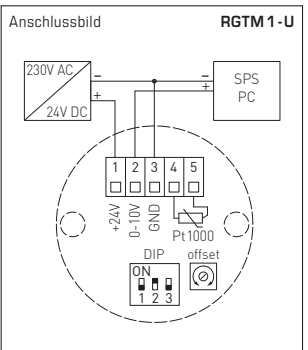 Anschlussbild RGTM 1 - U
230V AC
24V DC
–
+
–
+
SPS
PC
1 2 3 4 5
+24V
0-10V
GND
Pt1000
DIP
offset
ON
1 2 3